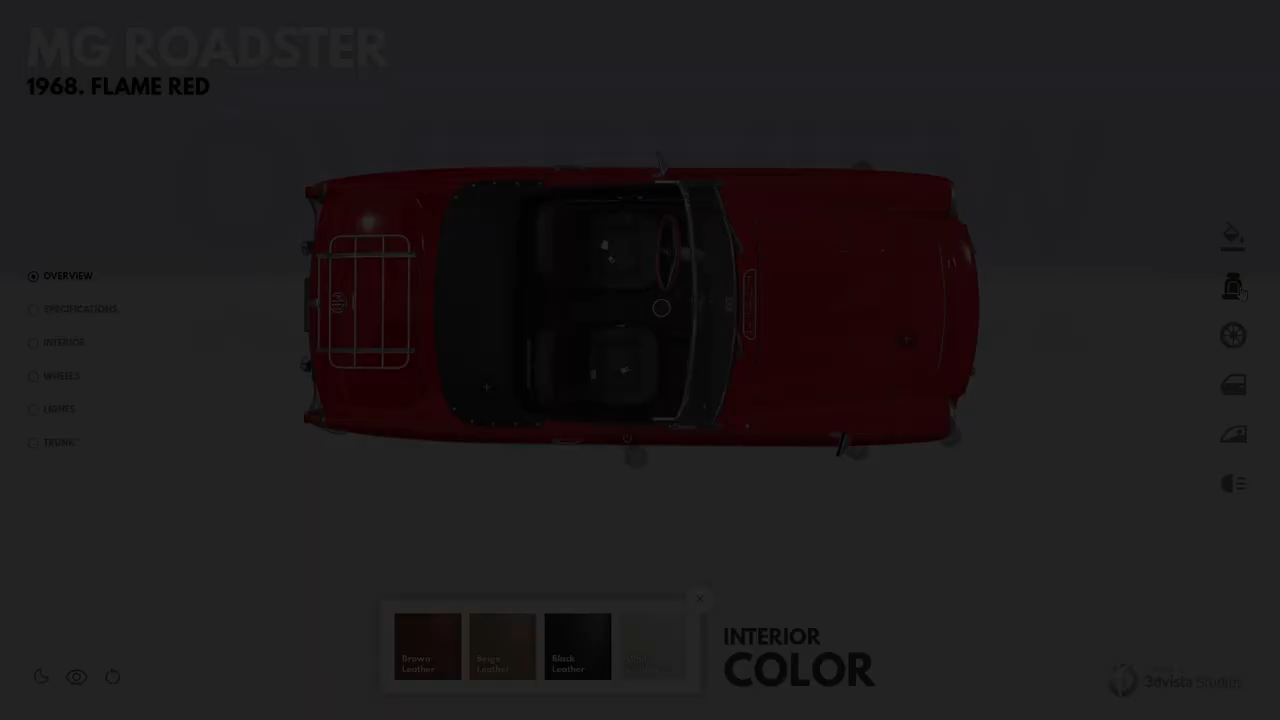 MG ROADSTER
1968. FLAME RED
OVERVIEW
SPECIFICATIONS
INTERIOR
WHEELS
LIGHTS
TRUNK
Brown
Leather
Beige
Leather
Black
Leather
INTERIOR
COLOR
3dvista Studios